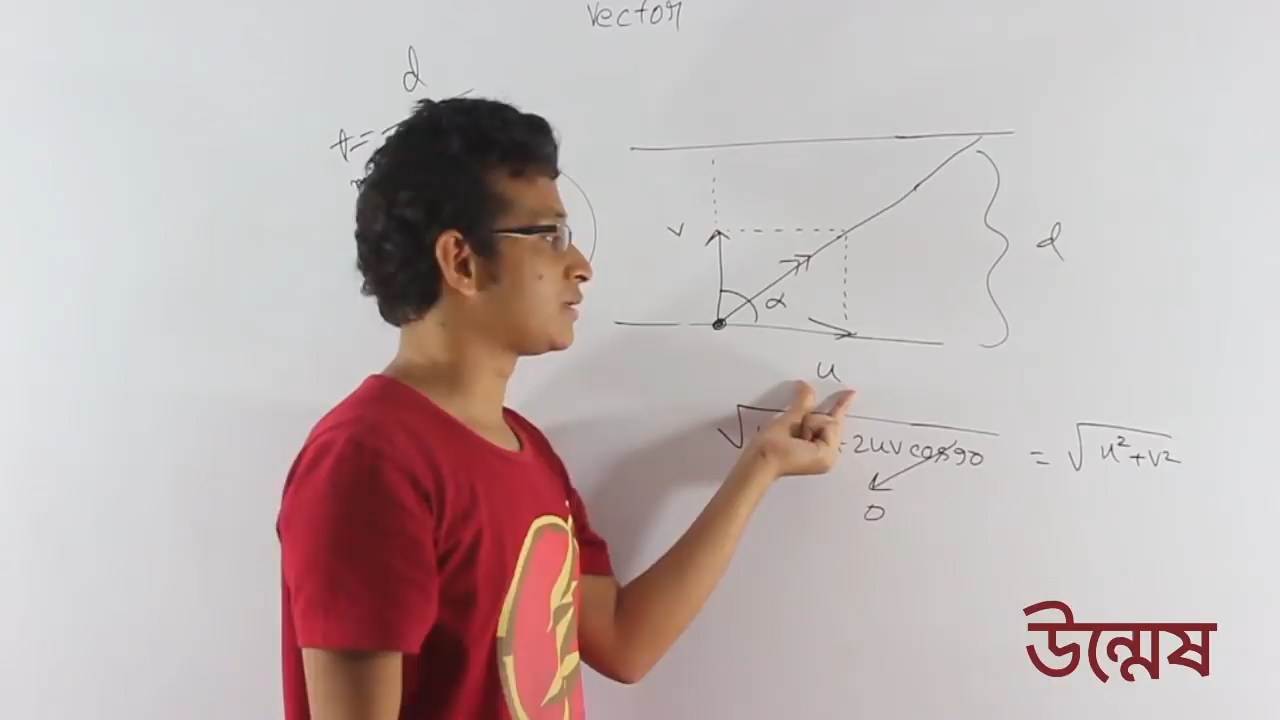 vector
d
t=
v
d
α
u
√ -2uv cos90 = √u²+v²
0
উন্মেষ